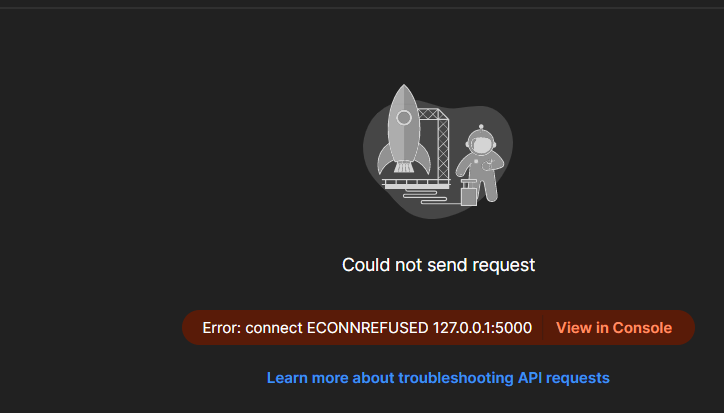 Could not send request
Error: connect ECONNREFUSED 127.0.0.1:5000 View in Console
Learn more about troubleshooting API requests